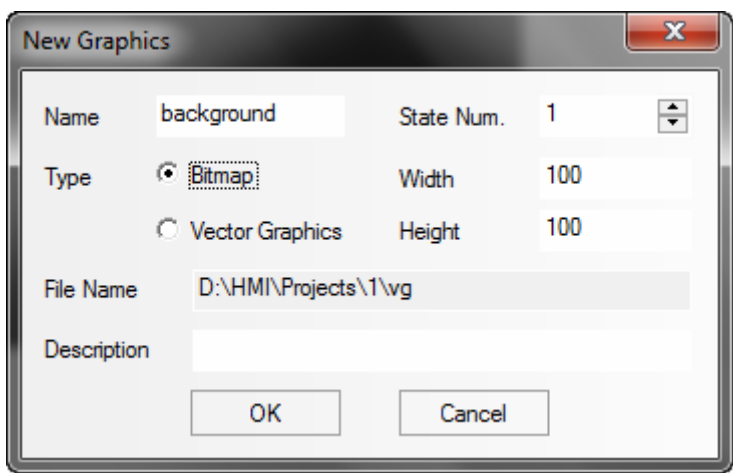 New Graphics
Name background State Num. 1
Type Bitmap Width 100
Vector Graphics Height 100
File Name D:\HMI\Projects\1\vg
Description
OK Cancel